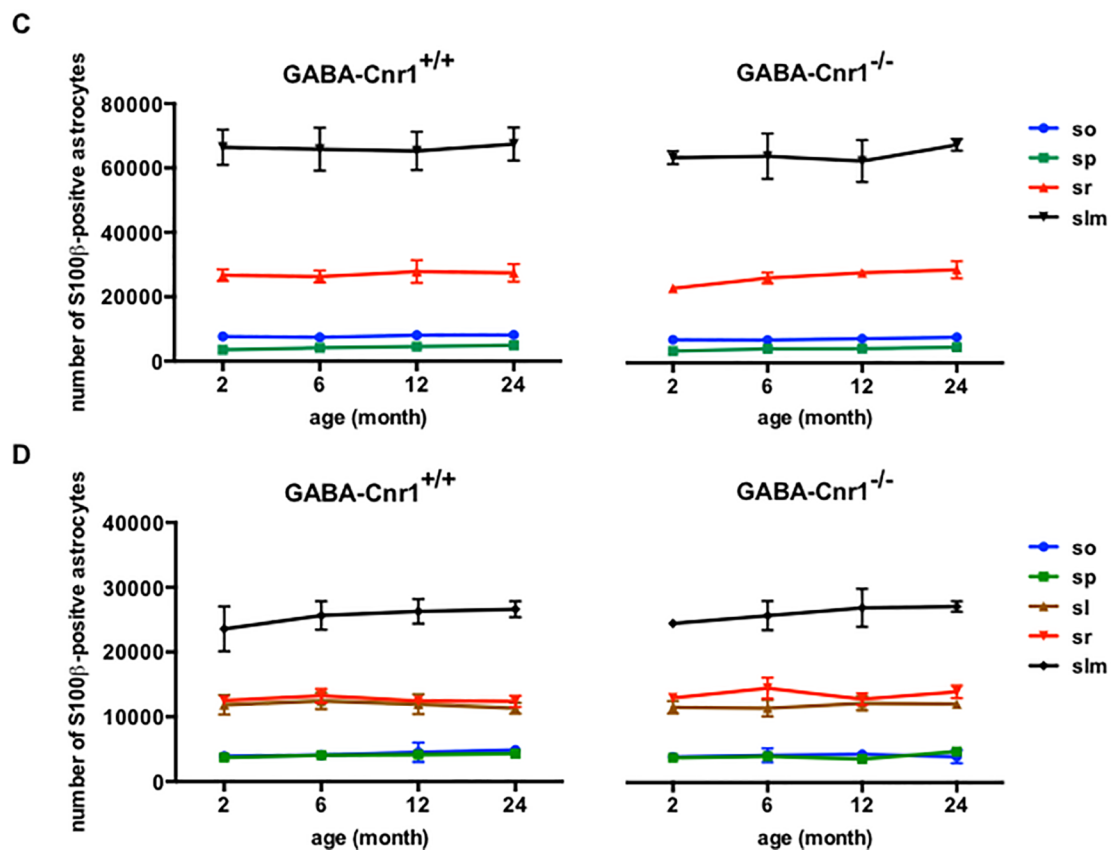 C
number of S100β-positve astrocytes
GABA-Cnr1+/+
GABA-Cnr1-/-
80000
60000
40000
20000
0
2 6 12 24
age (month)
2 6 12 24
age (month)
so
sp
sr
slm
D
number of S100β-positve astrocytes
GABA-Cnr1+/+
GABA-Cnr1-/-
40000
30000
20000
10000
0
2 6 12 24
age (month)
2 6 12 24
age (month)
so
sp
sl
sr
slm